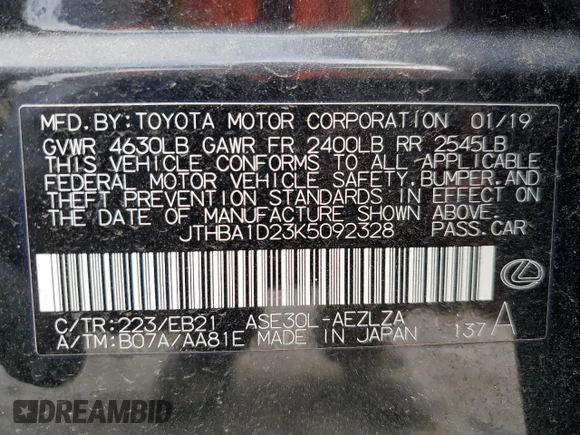 MFD.BY:TOYOTA MOTOR CORPORATION 01/19
GVWR 4630LB GAWR FR 2400LB RR 2545LB
THIS VEHICLE CONFORMS TO ALL APPLICABLE
FEDERAL MOTOR VEHICLE SAFETY,BUMPER,AND
THEFT PREVENTION STANDARDS IN EFFECT ON
THE DATE OF MANUFACTURE SHOWN ABOVE.
JTHBA1D23K5092328 PASS.CAR
C/TR:223/EB21 ASE30L-AEZLZA
A/TM:B07A/AA81E MADE IN JAPAN 137 A
DREAMBID